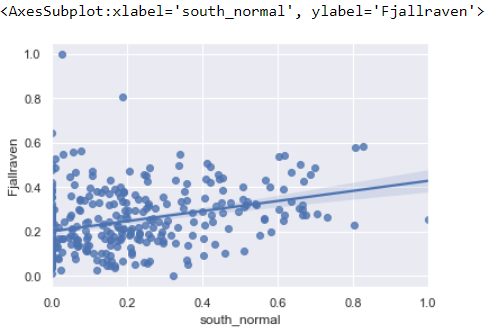 <AxesSubplot:xlabel='south_normal', ylabel='Fjallraven'>
1.0
0.8
0.6
0.4
0.2
0.0
Fjallraven
0.0 0.2 0.4 0.6 0.8 1.0
south_normal